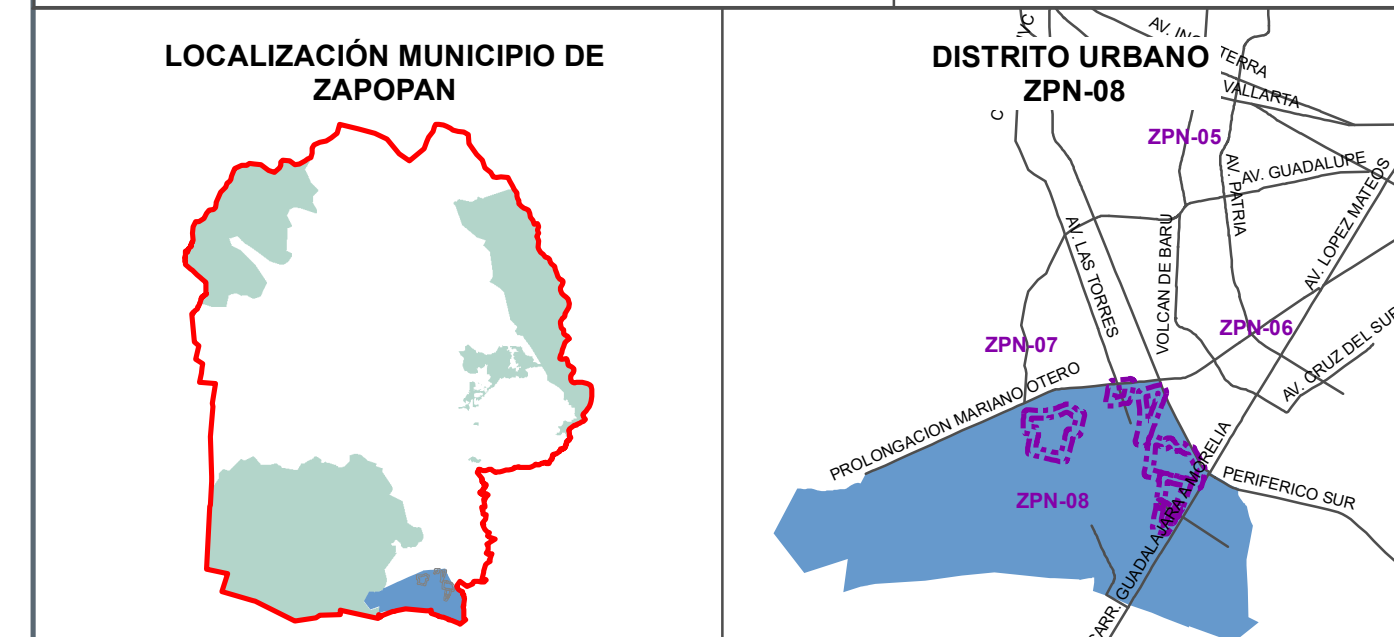 LOCALIZACIÓN MUNICIPIO DE
ZAPOPAN
DISTRITO URBANO
ZPN-08
VALLARTA
ZPN-05
AV. GUADALUPE
AV. PATRIA
AV. LOPEZ MATEOS
AV. LAS TORRES
VOLCAN DE BARU
ZPN-06
ZPN-07
AV. CRUZ DEL SUR
PROLONGACION MARIANO OTERO
PERIFERICO SUR
ZPN-08
CARR. GUADALAJARA A MORELIA